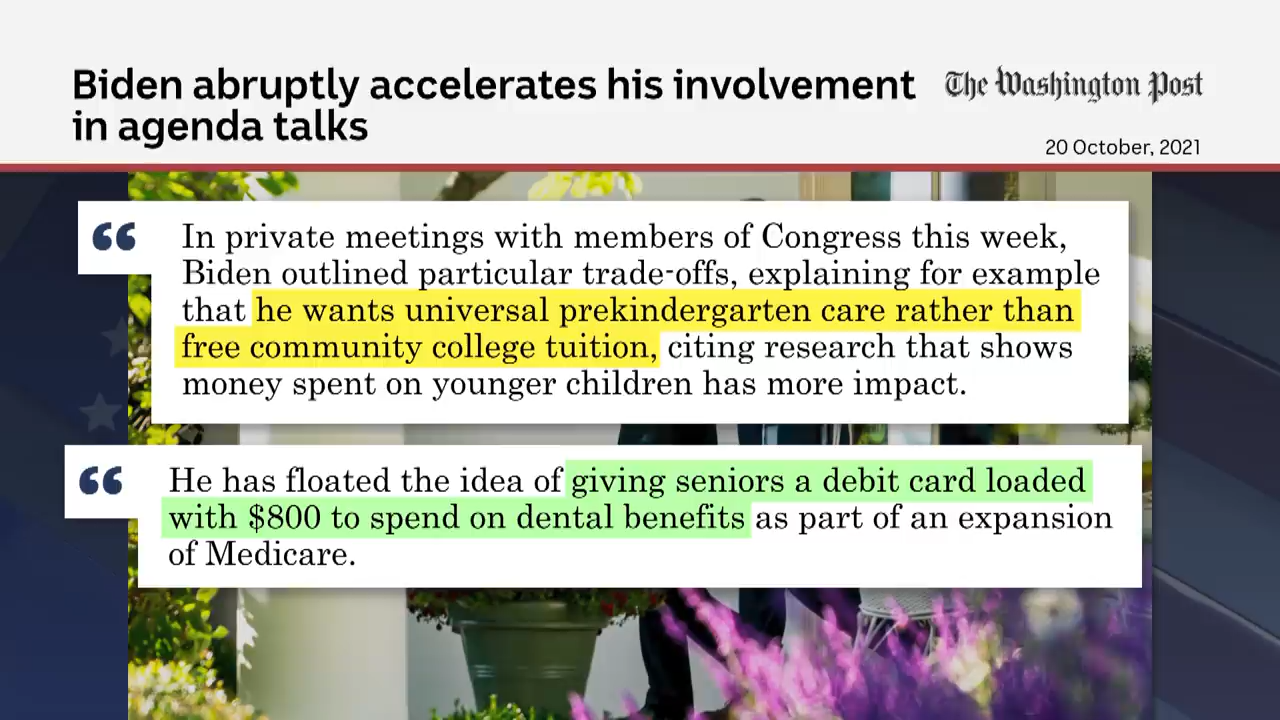 Biden abruptly accelerates his involvement
in agenda talks
The Washington Post
20 October, 2021
“ In private meetings with members of Congress this week,
Biden outlined particular trade-offs, explaining for example
that he wants universal prekindergarten care rather than
free community college tuition, citing research that shows
money spent on younger children has more impact.
“ He has floated the idea of giving seniors a debit card loaded
with $800 to spend on dental benefits as part of an expansion
of Medicare.